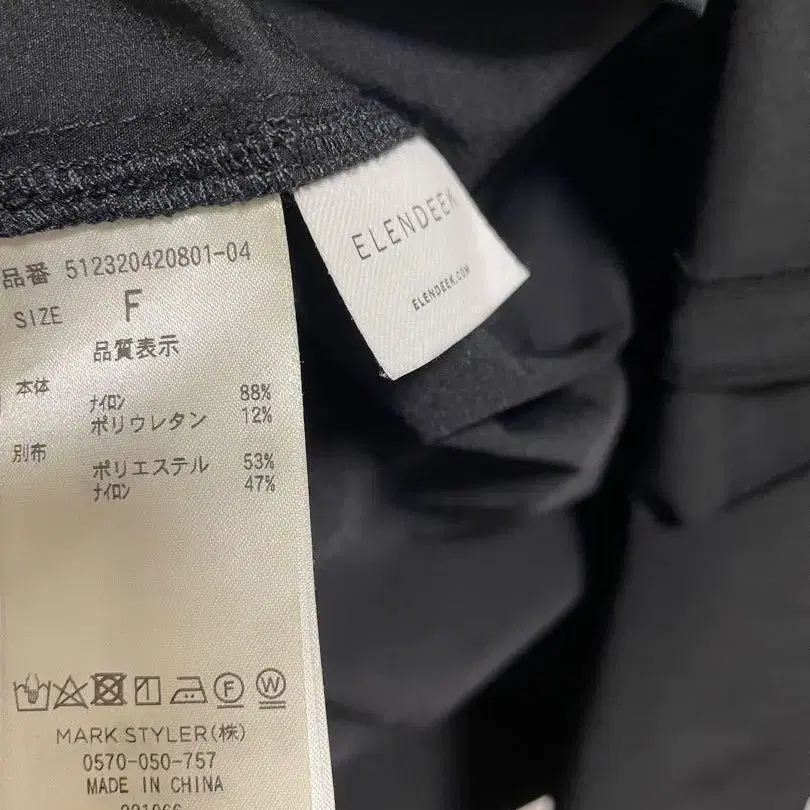 品番 512320420801-04
SIZE F
品質表示
本体
ナイロン 88%
ポリウレタン 12%
別布
ポリエステル 53%
ナイロン 47%
F W
MARK STYLER(株)
0570-050-757
MADE IN CHINA
ELENDEEK
ELENDEEK.COM